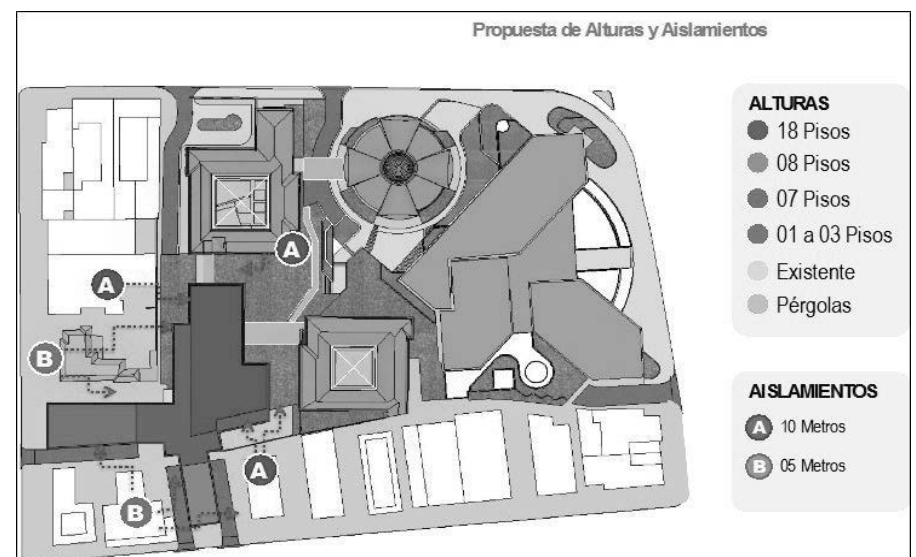 Propuesta de Alturas y Aislamientos
ALTURAS
18 Pisos
08 Pisos
07 Pisos
01 a 03 Pisos
Existente
Pérgolas
AISLAMIENTOS
A 10 Metros
B 05 Metros
A
A
B
A
B